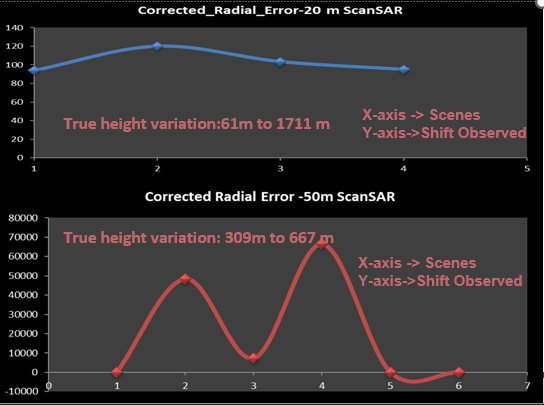 Corrected_Radial_Error-20 m ScanSAR
140
120
100
80
60
40
20
0
True height variation:61m to 1711 m
X-axis -> Scenes
Y-axis->Shift Observed
1 2 3 4 5
Corrected Radial Error -50m ScanSAR
80000
70000
60000
50000
40000
30000
20000
10000
0
-10000
True height variation: 309m to 667 m
X-axis -> Scenes
Y-axis->Shift Observed
0 1 2 3 4 5 6 7